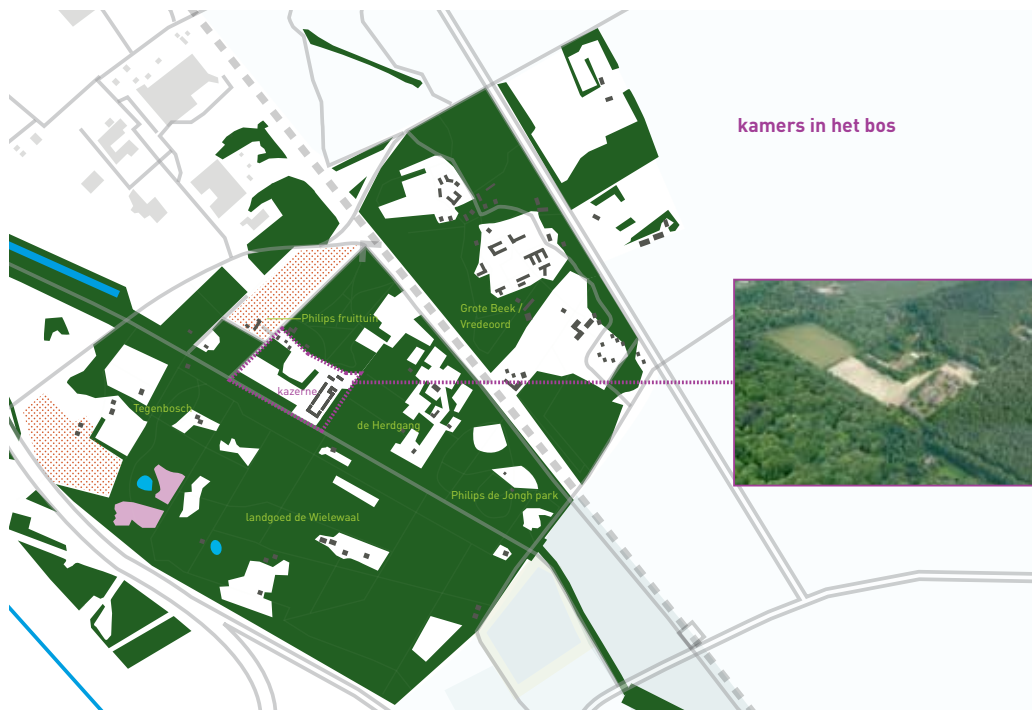 kamers in het bos
Grote Beek /
Vredeoord
Philips fruittuin
kazerne
Tegenbosch
de Herdgang
Philips de Jongh park
landgoed de Wielewaal